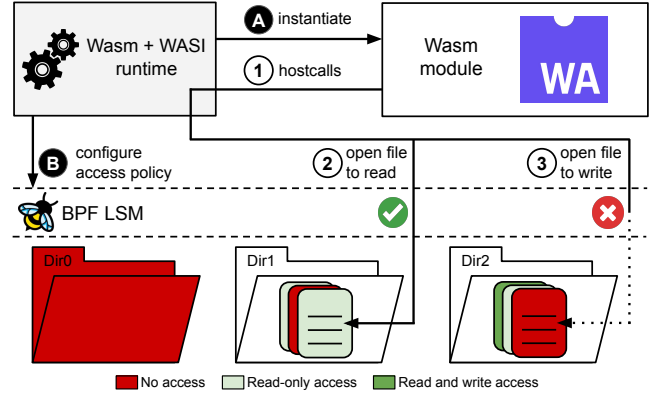 A instantiate
Wasm + WASI
runtime
Wasm
module
WA
1 hostcalls
B configure
access policy
2 open file
to read
3 open file
to write
BPF LSM
Dir0
Dir1
Dir2
No access
Read-only access
Read and write access